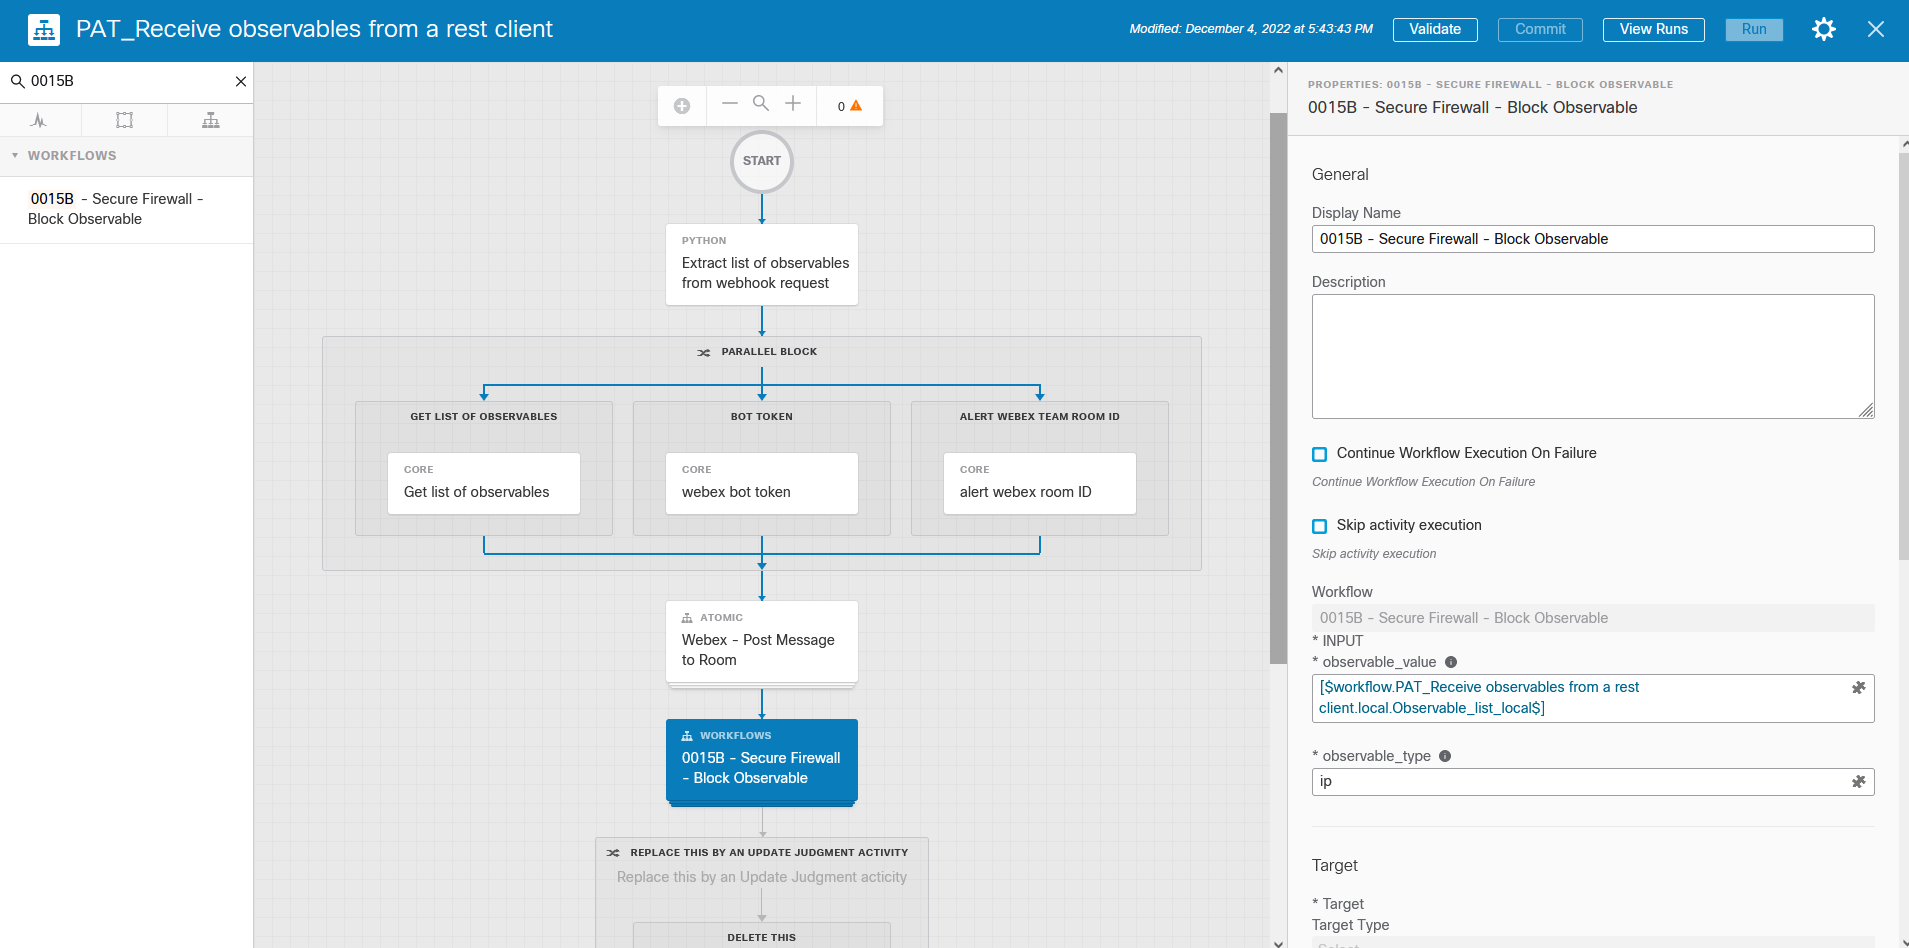 PAT_Receive observables from a rest client
Modified: December 4, 2022 at 5:43:43 PM
Validate
Commit
View Runs
Run
0015B
WORKFLOWS
0015B - Secure Firewall -
Block Observable
0
START
PYTHON
Extract list of observables
from webhook request
PARALLEL BLOCK
GET LIST OF OBSERVABLES
BOT TOKEN
ALERT WEBEX TEAM ROOM ID
CORE
Get list of observables
CORE
webex bot token
CORE
alert webex room ID
ATOMIC
Webex - Post Message
to Room
WORKFLOWS
0015B - Secure Firewall
- Block Observable
REPLACE THIS BY AN UPDATE JUDGMENT ACTIVITY
Replace this by an Update Judgment acticity
DELETE THIS
PROPERTIES: 0015B - SECURE FIREWALL - BLOCK OBSERVABLE
0015B - Secure Firewall - Block Observable
General
Display Name
0015B - Secure Firewall - Block Observable
Description
Continue Workflow Execution On Failure
Continue Workflow Execution On Failure
Skip activity execution
Skip activity execution
Workflow
0015B - Secure Firewall - Block Observable
* INPUT
* observable_value
[$workflow.PAT_Receive observables from a rest
client.local.Observable_list_local$]
* observable_type
ip
Target
* Target
Target Type
Select